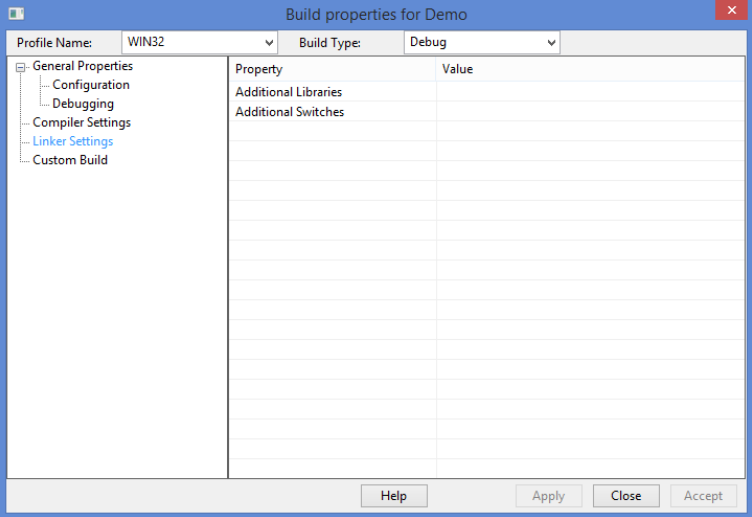 Build properties for Demo
Profile Name: WIN32 Build Type: Debug
General Properties
Configuration
Debugging
Compiler Settings
Linker Settings
Custom Build
Property Value
Additional Libraries
Additional Switches
Help Apply Close Accept